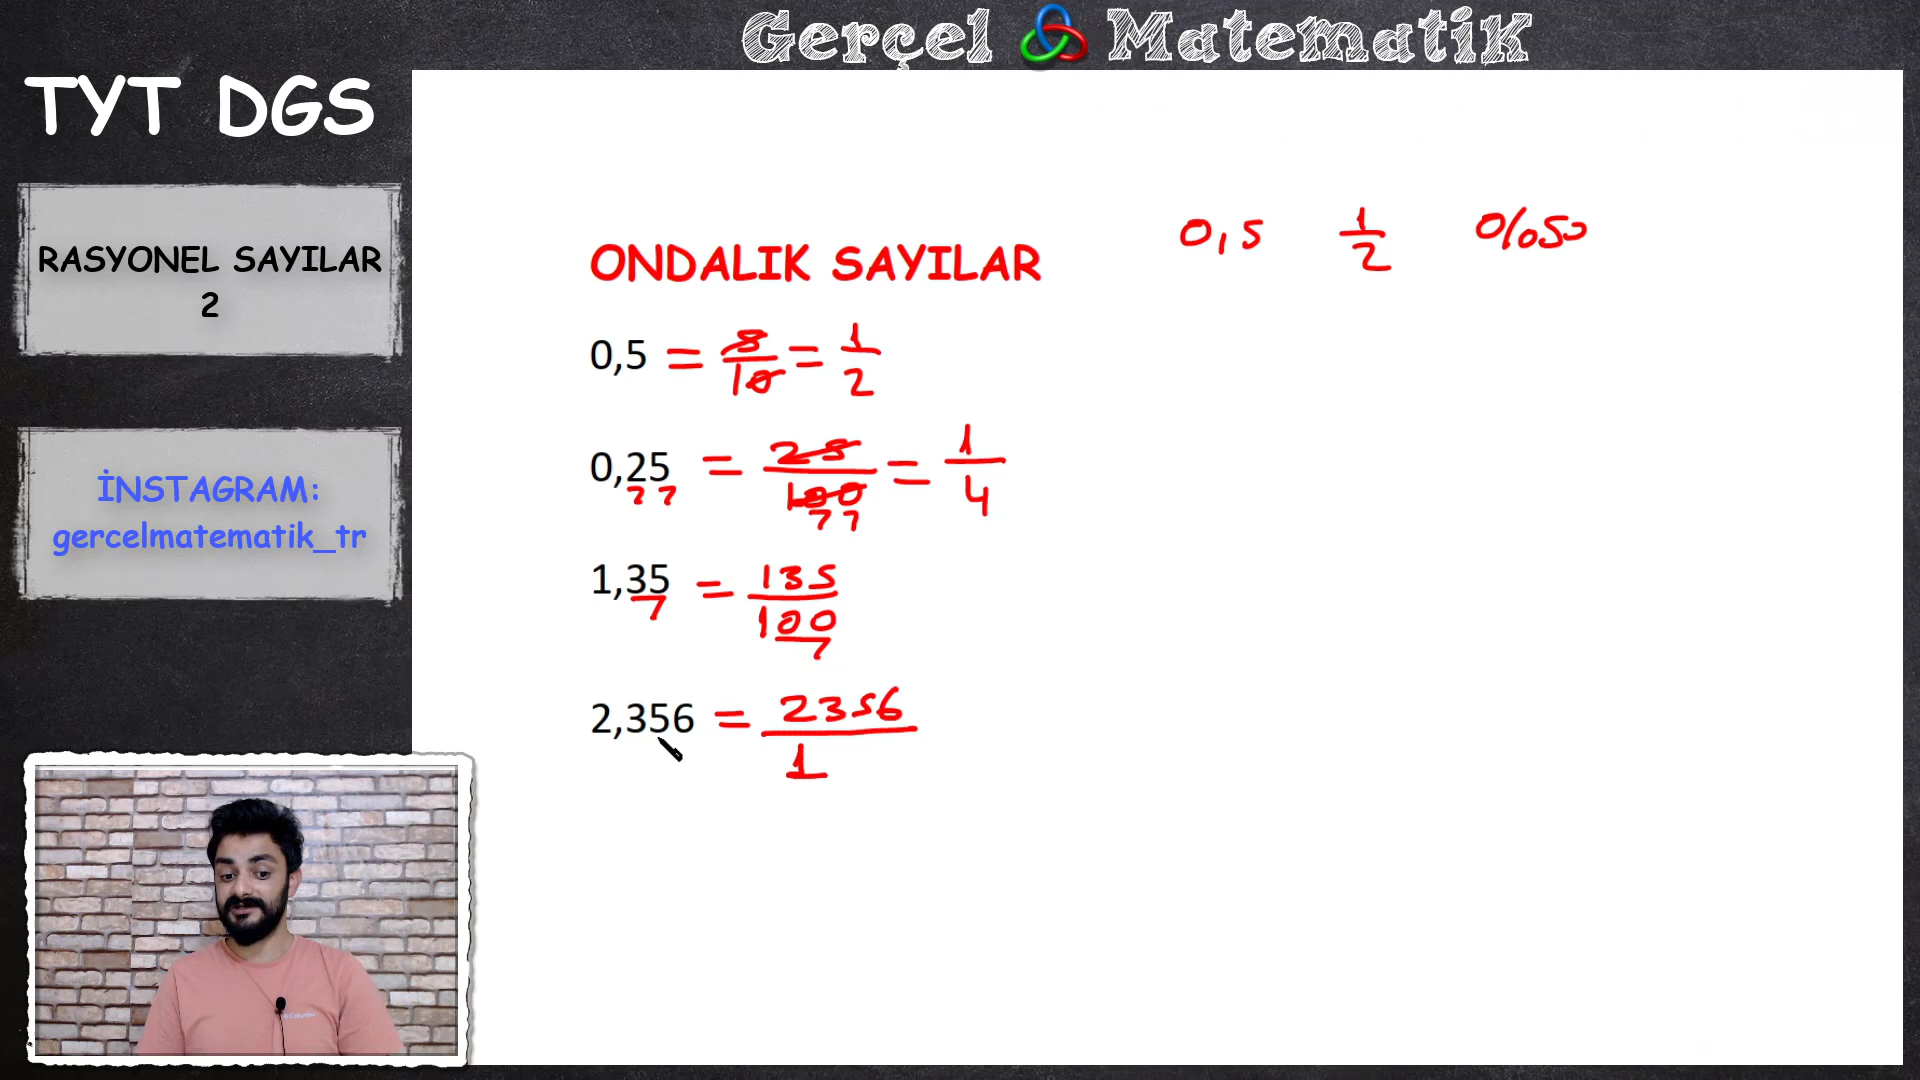 Gerçel Matematik
TYT DGS
RASYONEL SAYILAR
2
İNSTAGRAM:
gercelmatematik_tr
0,5 1/2 %50
ONDALIK SAYILAR
0,5 = 5/10 = 1/2
0,25 = 25/100 = 1/4
1,35 = 135/100
2,356 = 2356/1
Columbia